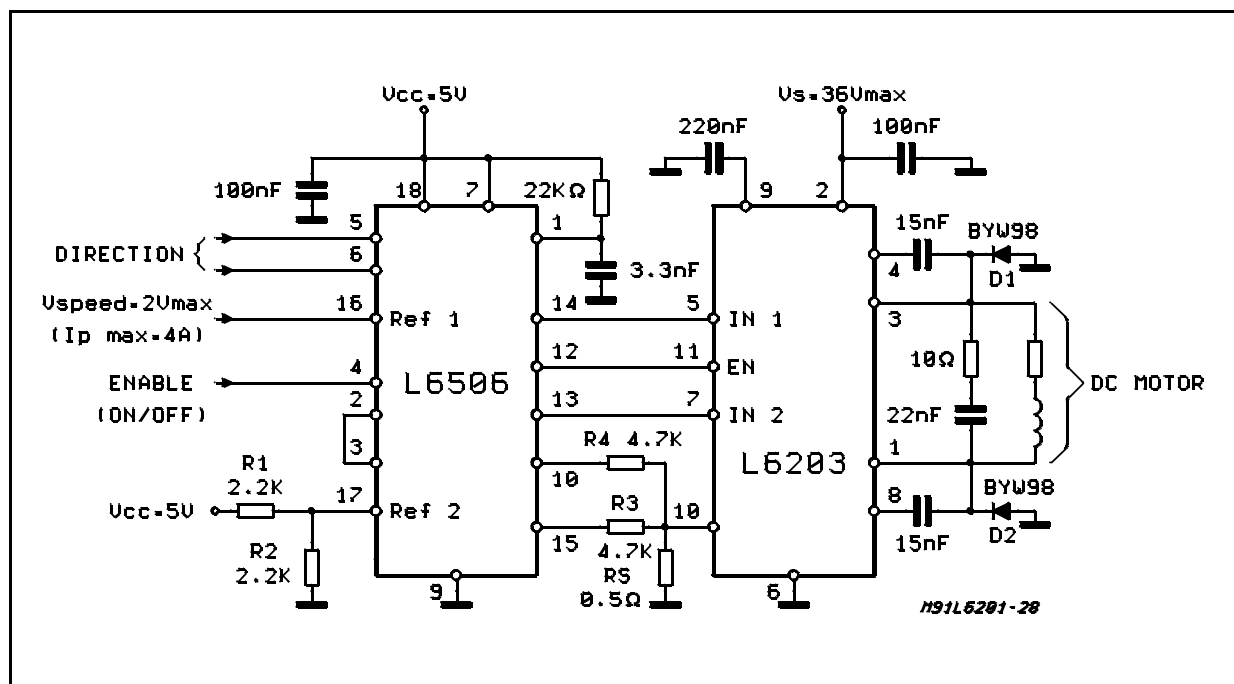 Vcc=5V
Vs=36Vmax
220nF
100nF
100nF
18
7
22KΩ
9
2
5
DIRECTION
6
1
3.3nF
15nF
BYW98
4
D1
Vspeed=2Vmax
(Ip max=4A)
16
Ref 1
14
5
IN 1
3
ENABLE
(ON/OFF)
4
L6506
12
11
EN
10Ω
DC MOTOR
2
13
7
IN 2
22nF
3
R4 4.7K
L6203
1
R1
2.2K
10
Vcc=5V
17
Ref 2
R3
10
8
BYW98
15
4.7K
15nF
D2
R2
2.2K
RS
0.5Ω
9
6
M91L6201-28